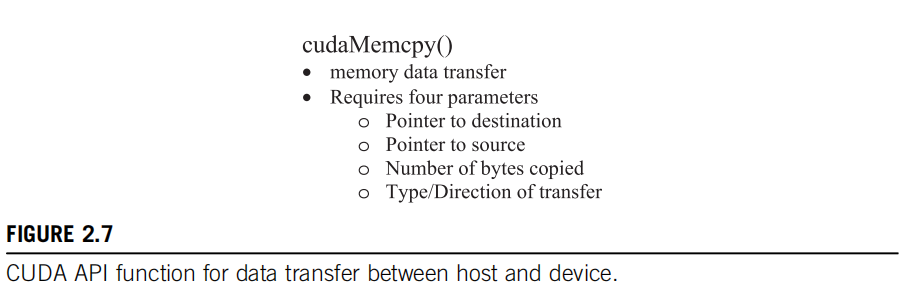 cudaMemcpy()
• memory data transfer
• Requires four parameters
o Pointer to destination
o Pointer to source
o Number of bytes copied
o Type/Direction of transfer
FIGURE 2.7
CUDA API function for data transfer between host and device.